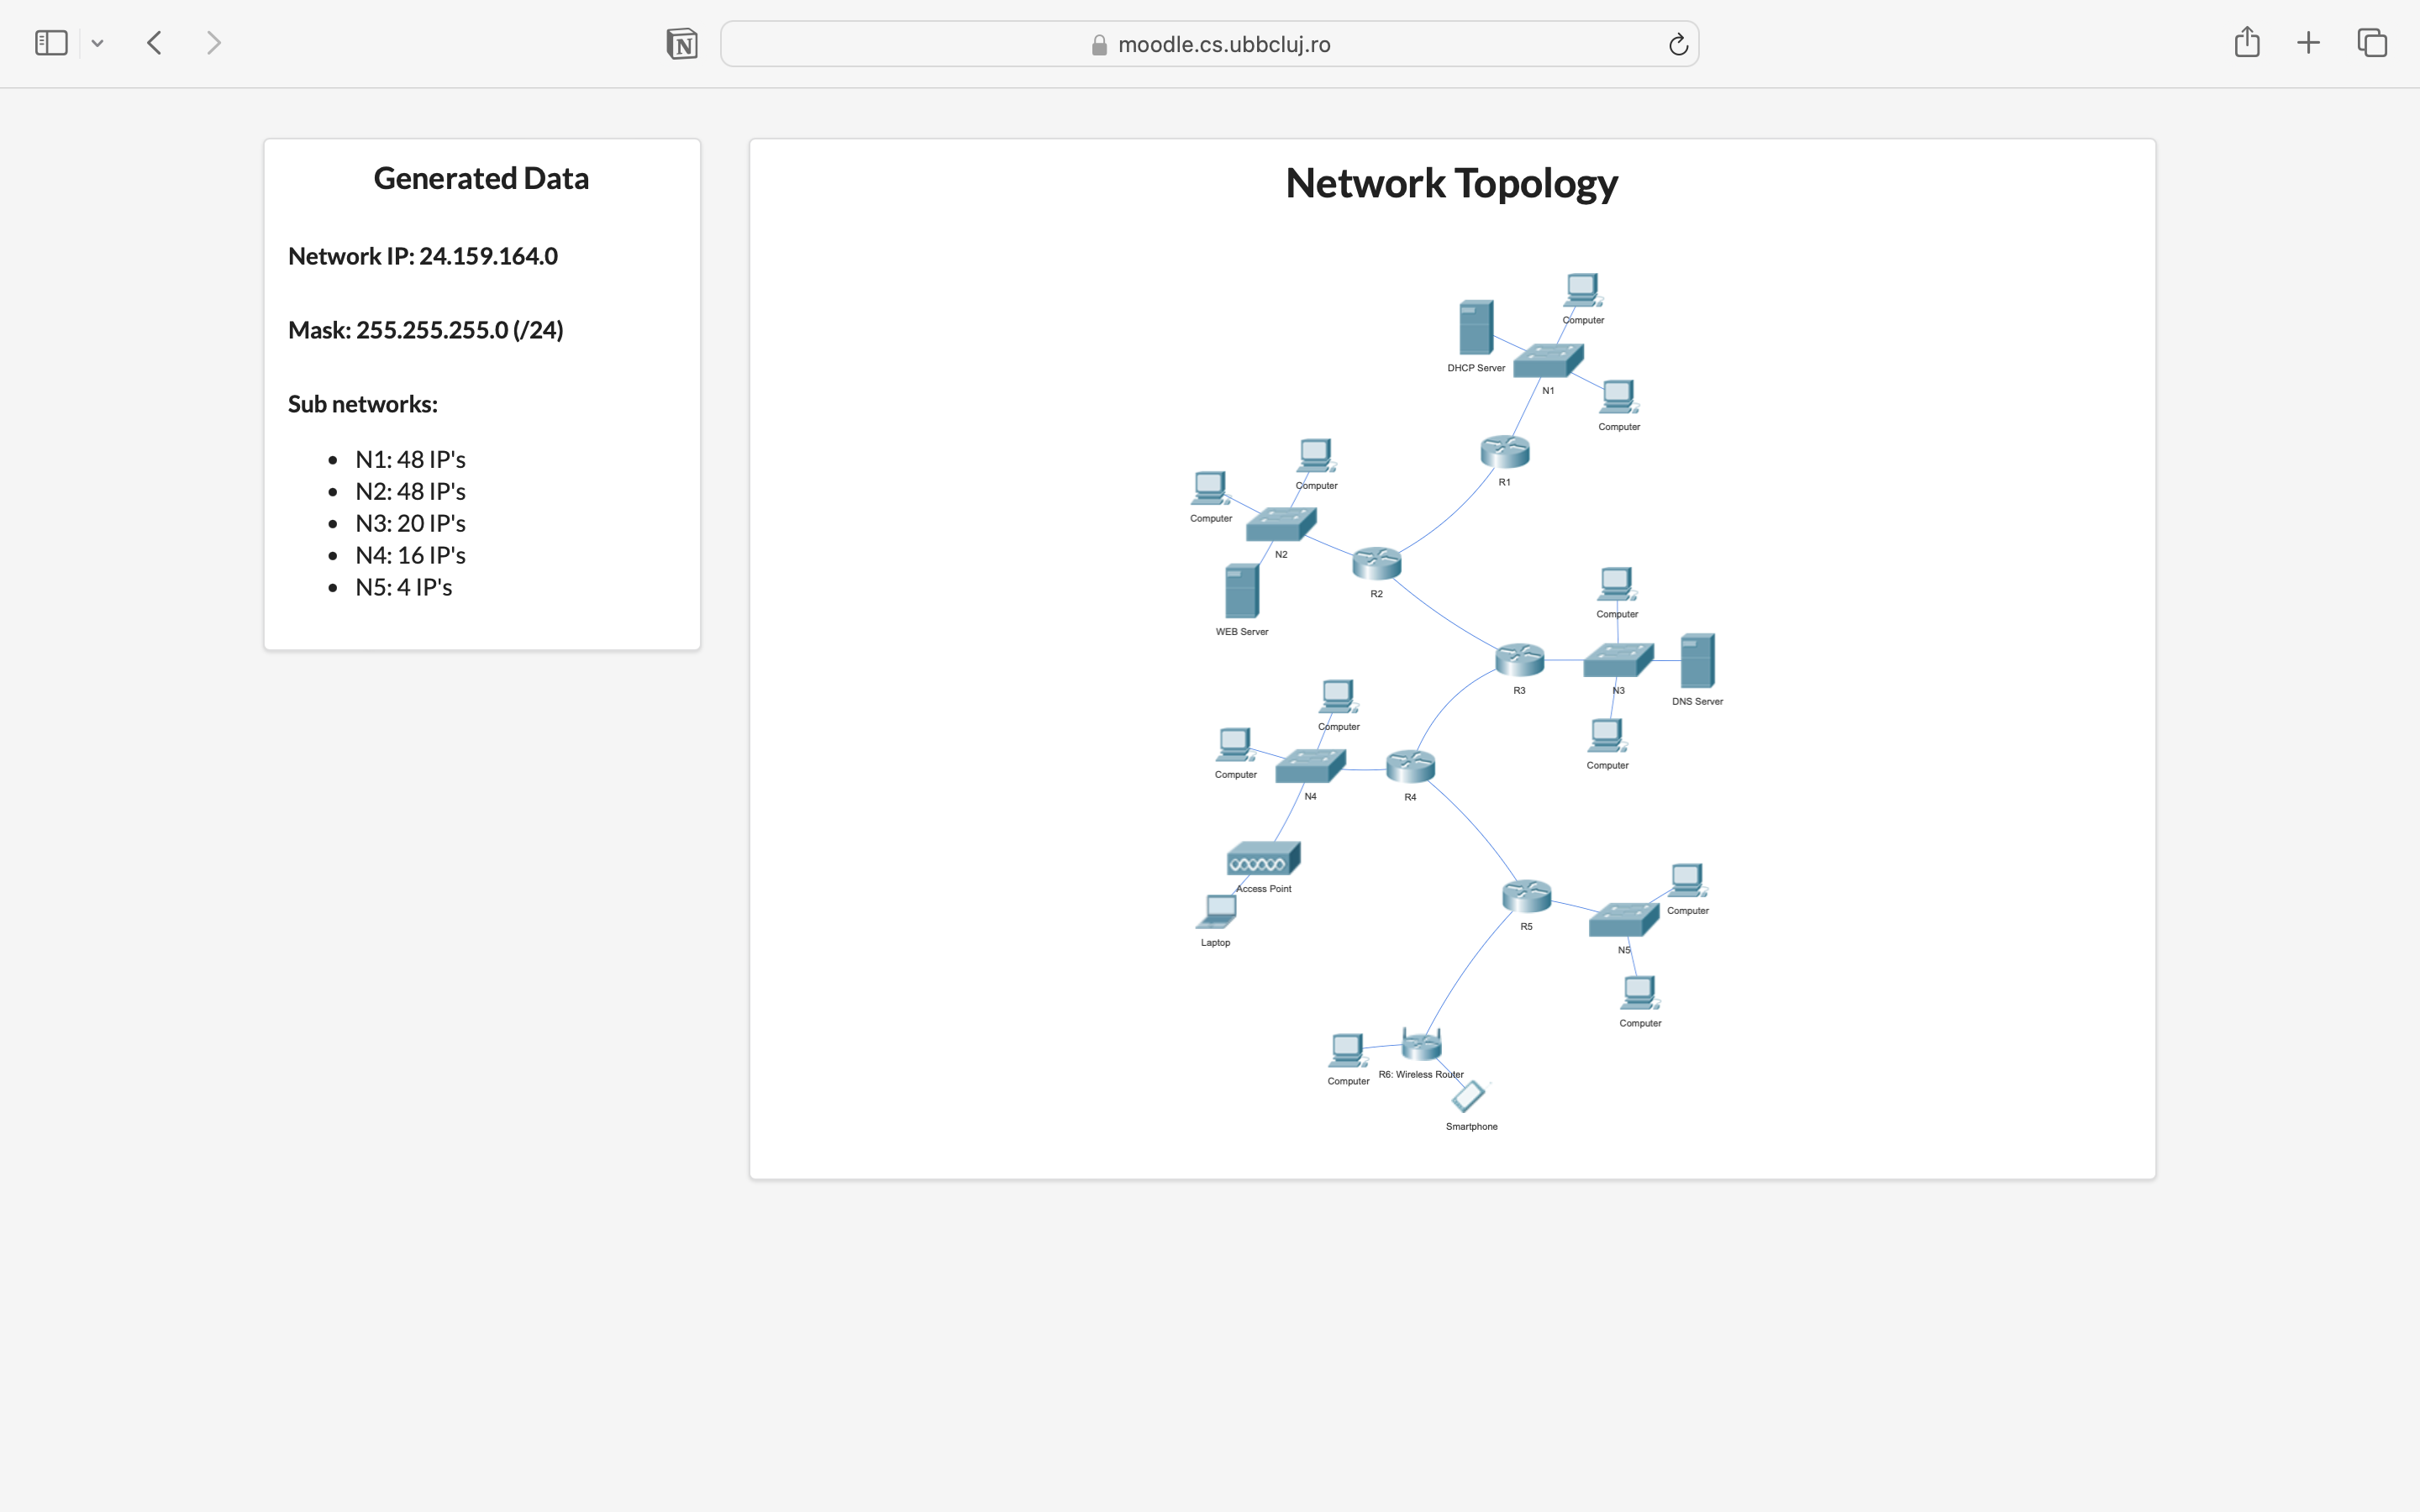 moodle.cs.ubbcluj.ro
Generated Data
Network IP: 24.159.164.0
Mask: 255.255.255.0 (/24)
Sub networks:
N1: 48 IP's
N2: 48 IP's
N3: 20 IP's
N4: 16 IP's
N5: 4 IP's
Network Topology
Computer
DHCP Server
N1
Computer
R1
Computer
Computer
N2
R2
WEB Server
Computer
R3
N3
DNS Server
Computer
Computer
Computer
N4
R4
Access Point
Laptop
Computer
R5
N5
Computer
Computer
R6: Wireless Router
Smartphone